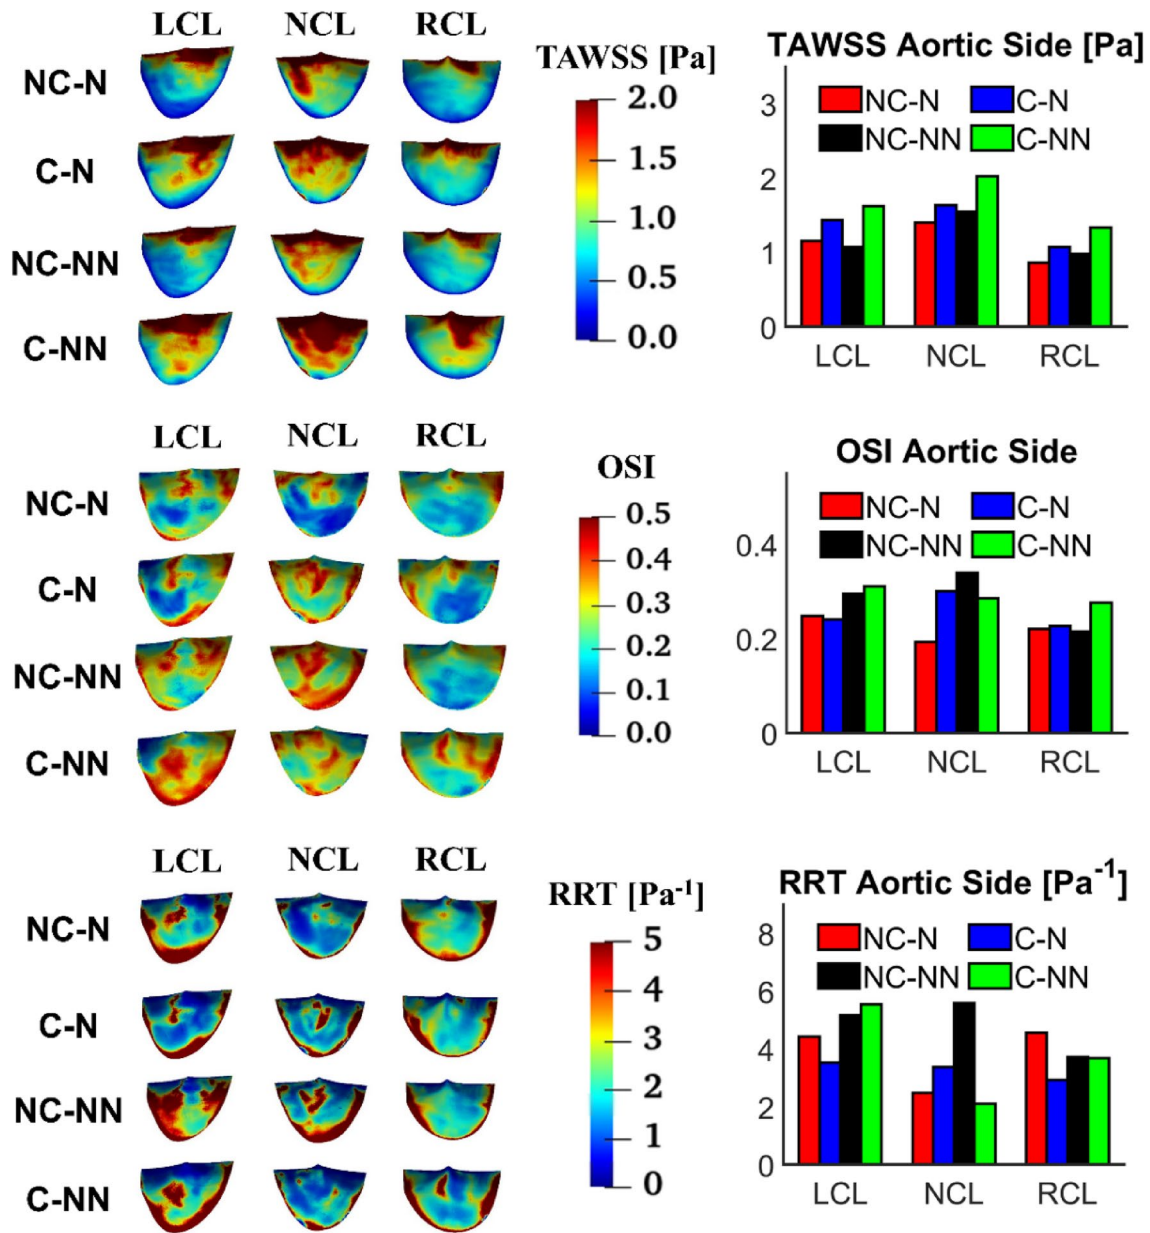 LCL NCL RCL
NC-N
C-N
NC-NN
C-NN
TAWSS [Pa]
2.0
1.5
1.0
0.5
0.0
TAWSS Aortic Side [Pa]
NC-N C-N
NC-NN C-NN
3
2
1
0
LCL NCL RCL
LCL NCL RCL
NC-N
C-N
NC-NN
C-NN
OSI
0.5
0.4
0.3
0.2
0.1
0.0
OSI Aortic Side
NC-N C-N
NC-NN C-NN
0.4
0.2
0
LCL NCL RCL
LCL NCL RCL
NC-N
C-N
NC-NN
C-NN
RRT [Pa⁻¹]
5
4
3
2
1
0
RRT Aortic Side [Pa⁻¹]
NC-N C-N
NC-NN C-NN
8
6
4
2
0
LCL NCL RCL